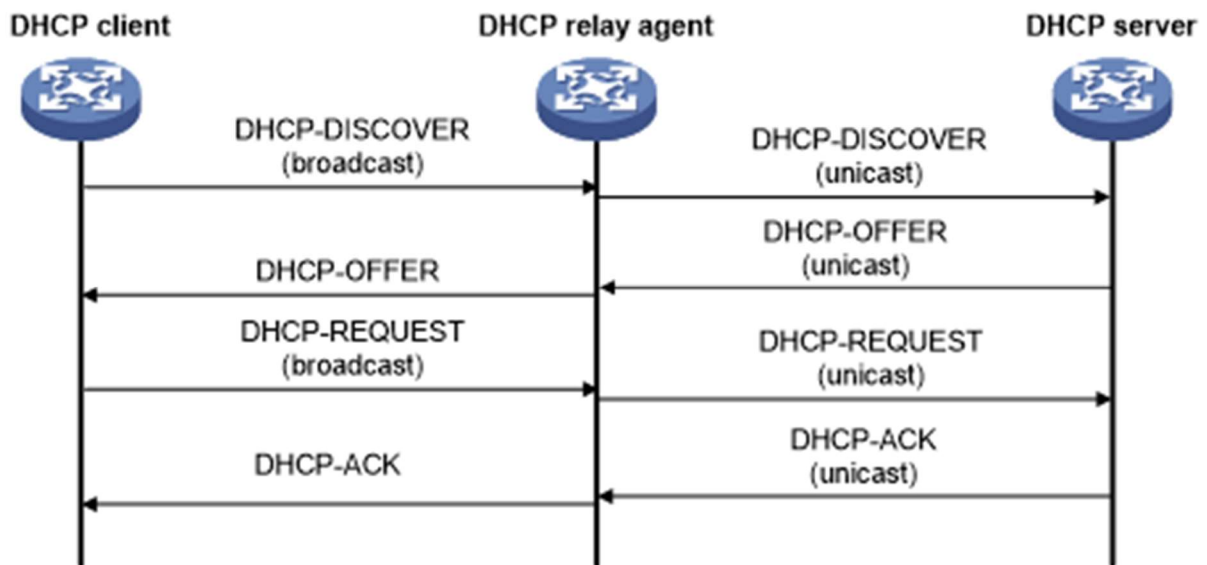 DHCP client
DHCP relay agent
DHCP server
DHCP-DISCOVER
(broadcast)
DHCP-DISCOVER
(unicast)
DHCP-OFFER
(unicast)
DHCP-OFFER
DHCP-REQUEST
(broadcast)
DHCP-REQUEST
(unicast)
DHCP-ACK
(unicast)
DHCP-ACK